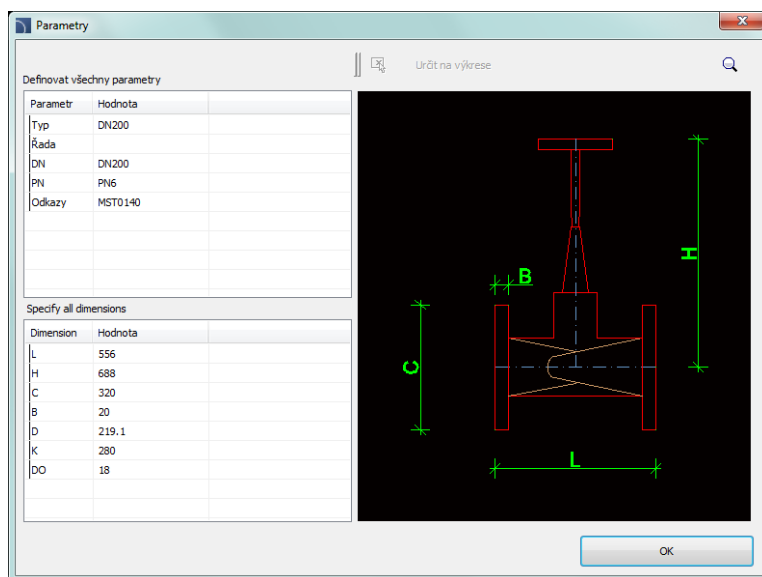 Parametry
Určit na výkrese
Definovat všechny parametry
Parametr Hodnota
Typ DN200
Řada
DN DN200
PN PN6
Odkazy MST0140
Specify all dimensions
Dimension Hodnota
L 556
H 688
C 320
B 20
D 219.1
K 280
DO 18
B
H
C
L
OK